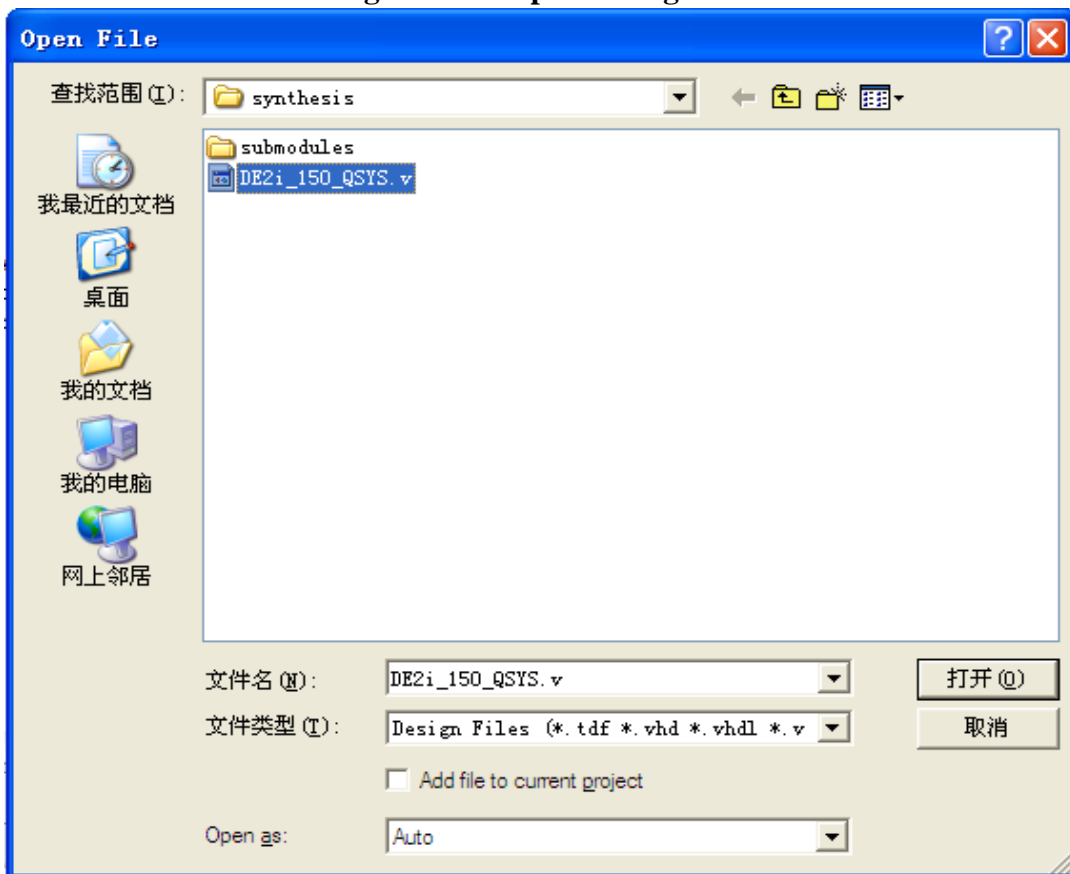 Open File
查找范围(I):
synthesis
submodules
DE2i_150_QSYS.v
我最近的文档
桌面
我的文档
我的电脑
网上邻居
文件名(N):
DE2i_150_QSYS.v
打开(O)
文件类型(T):
Design Files (*.tdf *.vhd *.vhdl *.v
取消
Add file to current project
Open as:
Auto